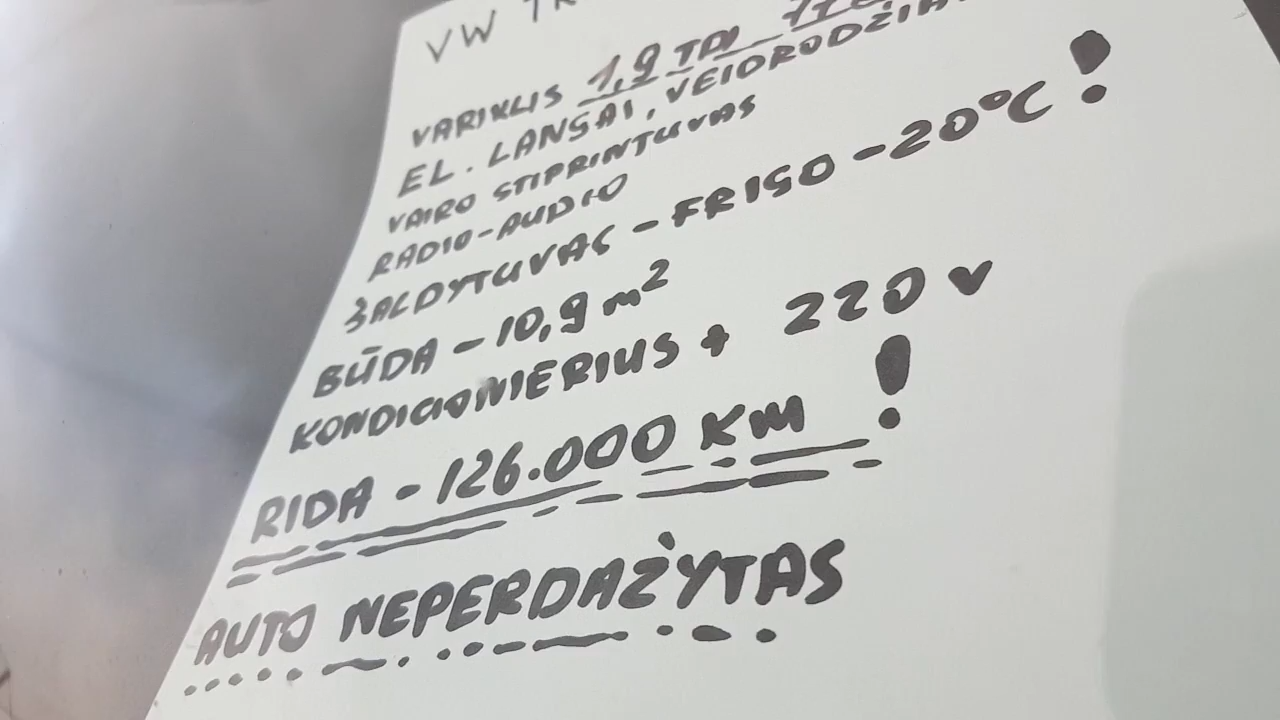 VW
VARIKLIS 1,9 TDI
EL. LANGAI, VEIDRODŽIAI
VAIRO STIPRINTUVAS
RADIO-AUDIO
ŠALDYTUVAS - FRIGO -20°C!
BŪDA - 10,9 m²
KONDICIONIERIUS + 220 V
RIDA - 126.000 KM!
AUTO NEPERDAŽYTAS